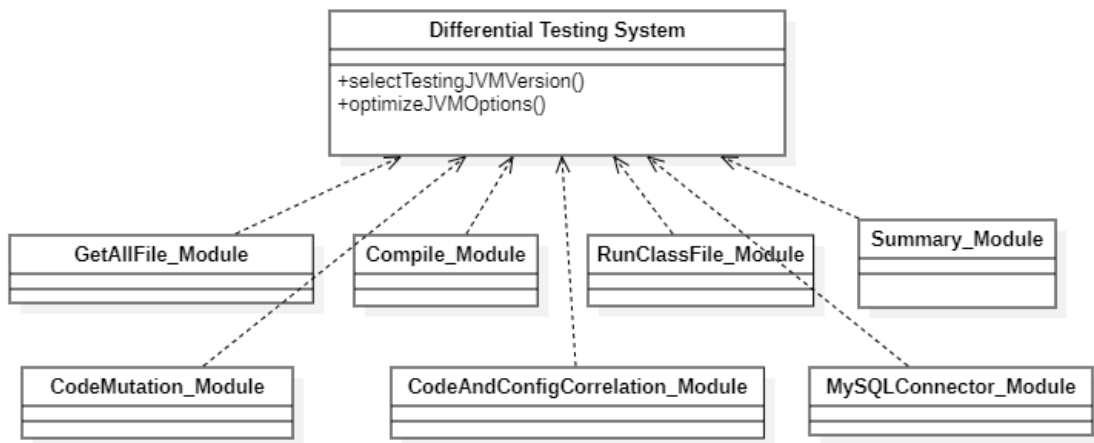 Differential Testing System
+selectTestingJVMVersion()
+optimizeJVMOptions()
GetAllFile_Module
Compile_Module
RunClassFile_Module
Summary_Module
CodeMutation_Module
CodeAndConfigCorrelation_Module
MySQLConnector_Module